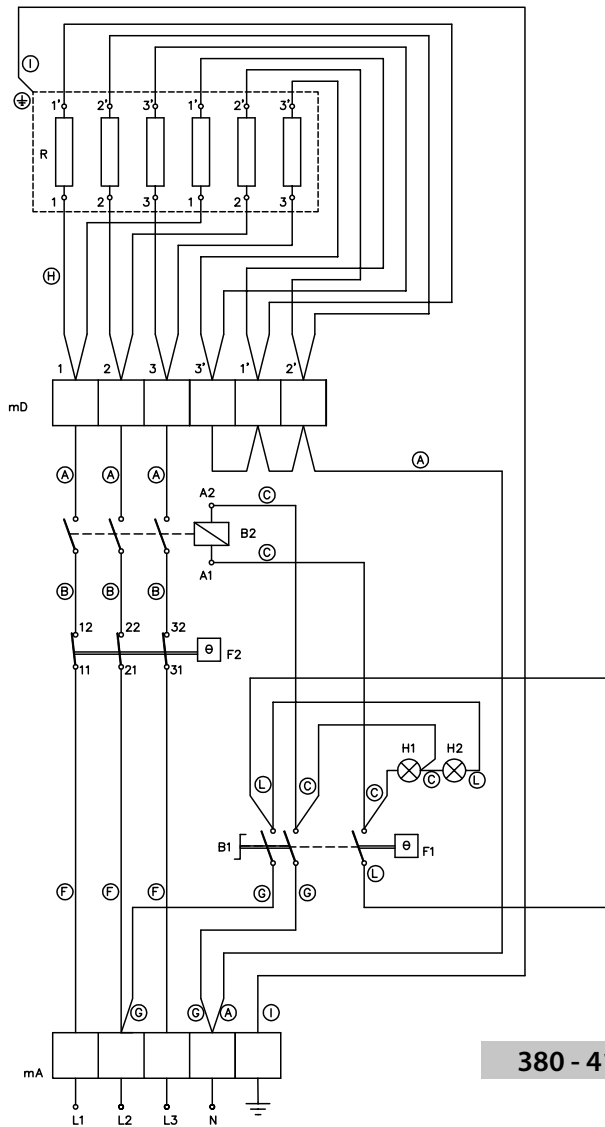 I
1' 2' 3' 1' 2' 3'
R
1 2 3 1 2 3
H
1 2 3 3' 1' 2'
mD
A
A A A
A2 C
B2
C
A1
B B B
12 22 32
θ F2
11 21 31
H1 H2
C L
L C C
B1 θ F1
L
F F F G G
G G A I
mA
380 - 41
L1 L2 L3 N